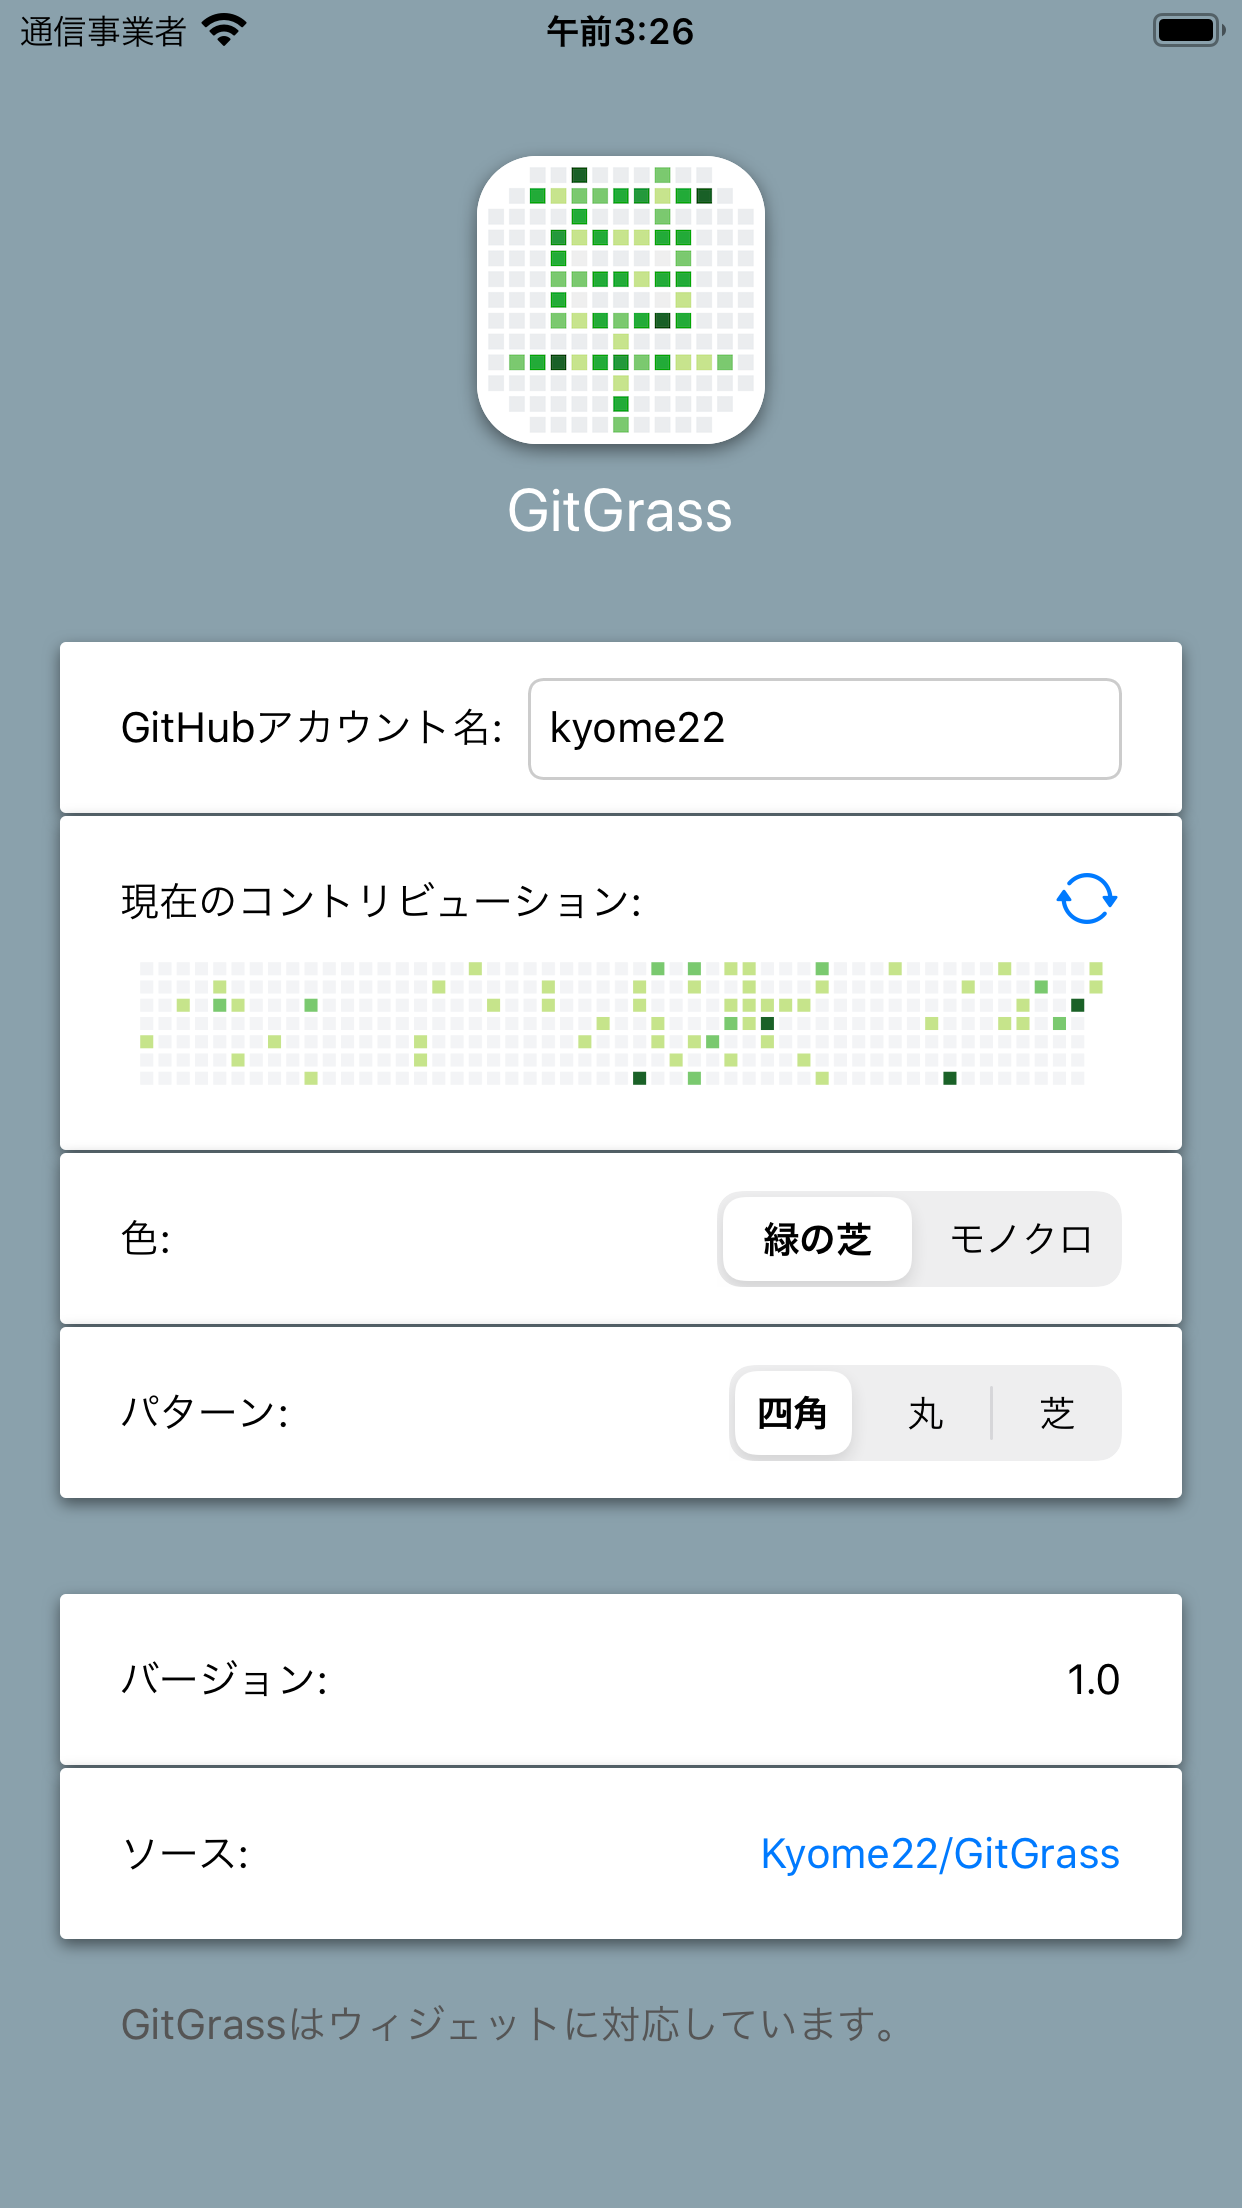 通信事業者 午前3:26
GitGrass
GitHubアカウント名: kyome22
現在のコントリビューション:
色: 緑の芝 モノクロ
パターン: 四角 丸 芝
バージョン: 1.0
ソース: Kyome22/GitGrass
GitGrassはウィジェットに対応しています。